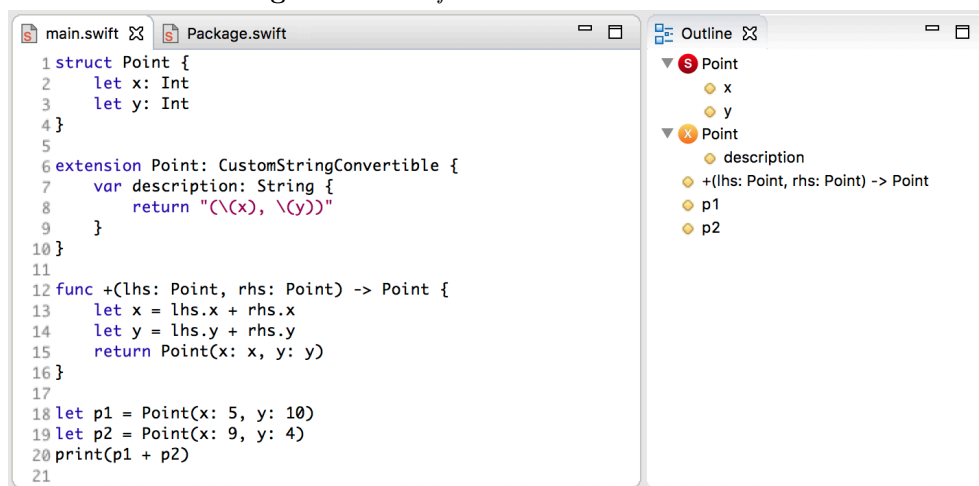 main.swift
Package.swift
1 struct Point {
2     let x: Int
3     let y: Int
4 }
5
6 extension Point: CustomStringConvertible {
7     var description: String {
8         return "(\(x), \(y))"
9     }
10 }
11
12 func +(lhs: Point, rhs: Point) -> Point {
13     let x = lhs.x + rhs.x
14     let y = lhs.y + rhs.y
15     return Point(x: x, y: y)
16 }
17
18 let p1 = Point(x: 5, y: 10)
19 let p2 = Point(x: 9, y: 4)
20 print(p1 + p2)
21
Outline
S Point
x
y
X Point
description
+(lhs: Point, rhs: Point) -> Point
p1
p2